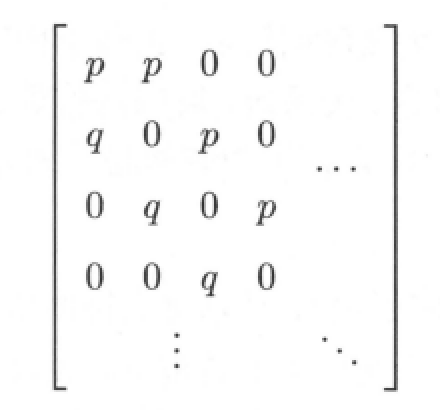 p p 0 0
q 0 p 0
⋯
0 q 0 p
0 0 q 0
⋮ ⋱